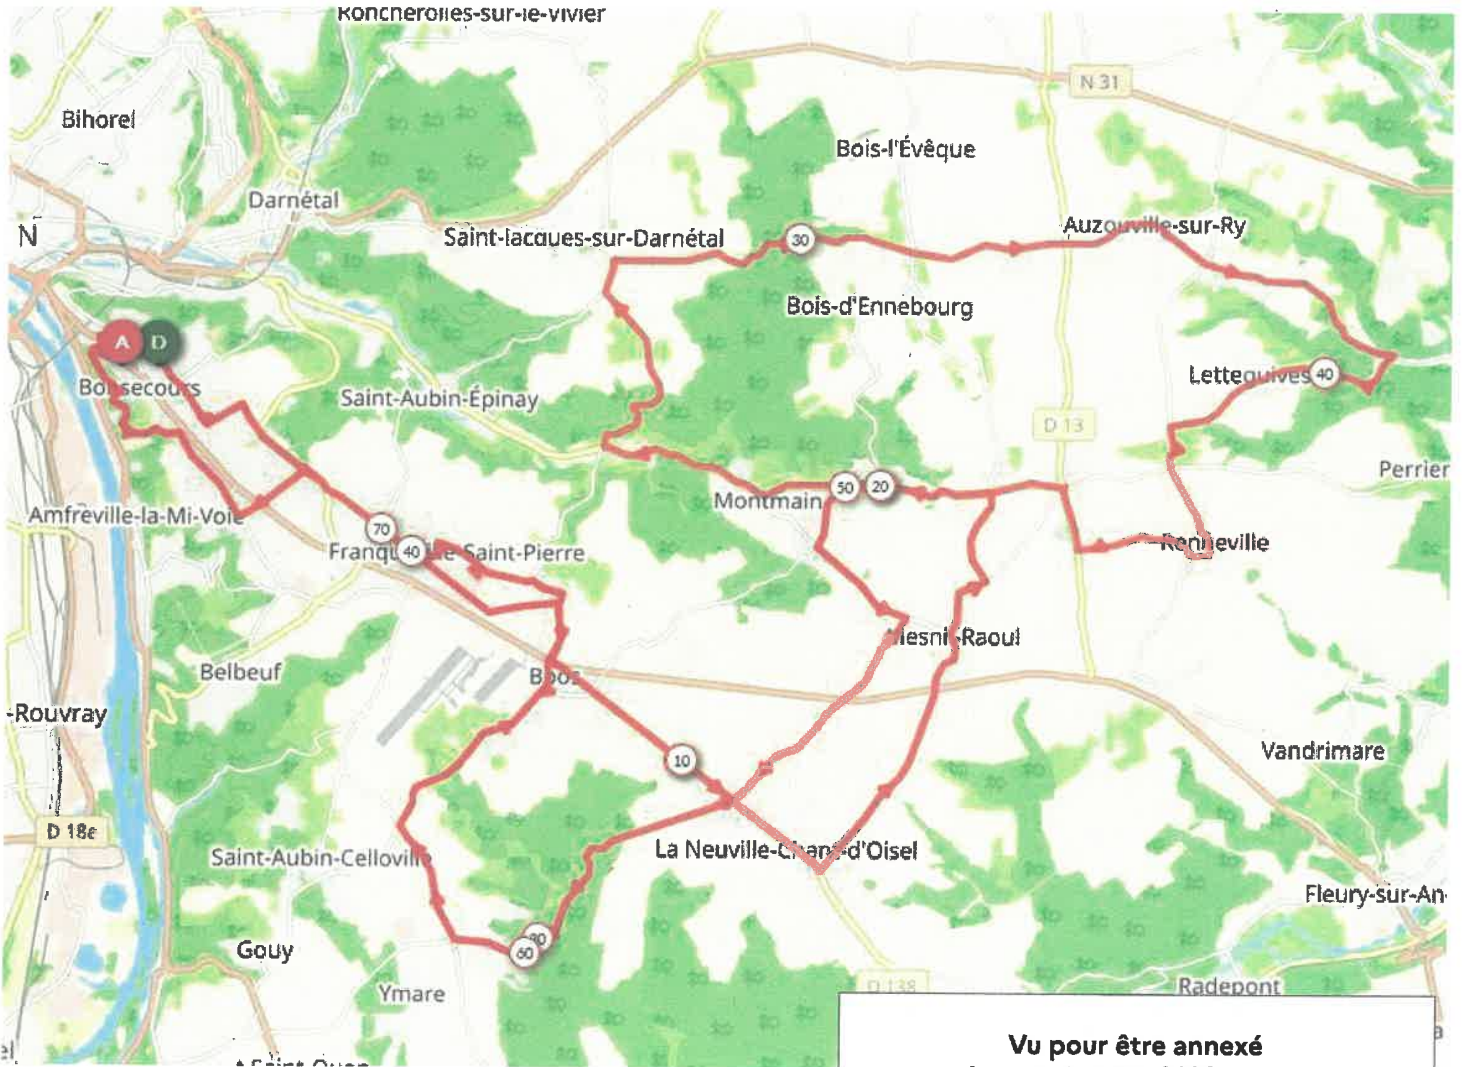 Roncherolles-sur-le-Vivier
N 31
Bihorel
Bois-l'Évêque
Darnétal
N
Saint-Jacques-sur-Darnétal
30
Auzouville-sur-Ry
Bois-d'Ennebourg
A D
Bonsecours
Lettequives 40
Saint-Aubin-Épinay
D 13
Perrier
Montmain 50 20
Amfreville-la-Mi-Voie
70
Franqueville-Saint-Pierre
40
Renneville
Mesnil-Raoul
Belbeuf
Boos
-Rouvray
Vandrimare
10
D 18e
Saint-Aubin-Celloville
La Neuville-Chant-d'Oisel
Fleury-sur-An
Gouy
60
Ymare
D 138
Radepont
Vu pour être annexé